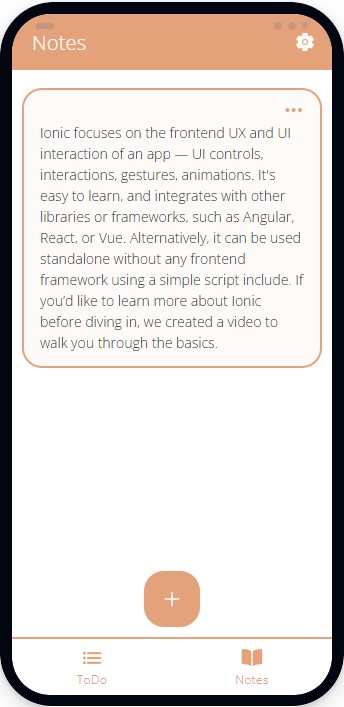 Notes
Ionic focuses on the frontend UX and UI
interaction of an app — UI controls,
interactions, gestures, animations. It's
easy to learn, and integrates with other
libraries or frameworks, such as Angular,
React, or Vue. Alternatively, it can be used
standalone without any frontend
framework using a simple script include. If
you’d like to learn more about Ionic
before diving in, we created a video to
walk you through the basics.
ToDo
Notes